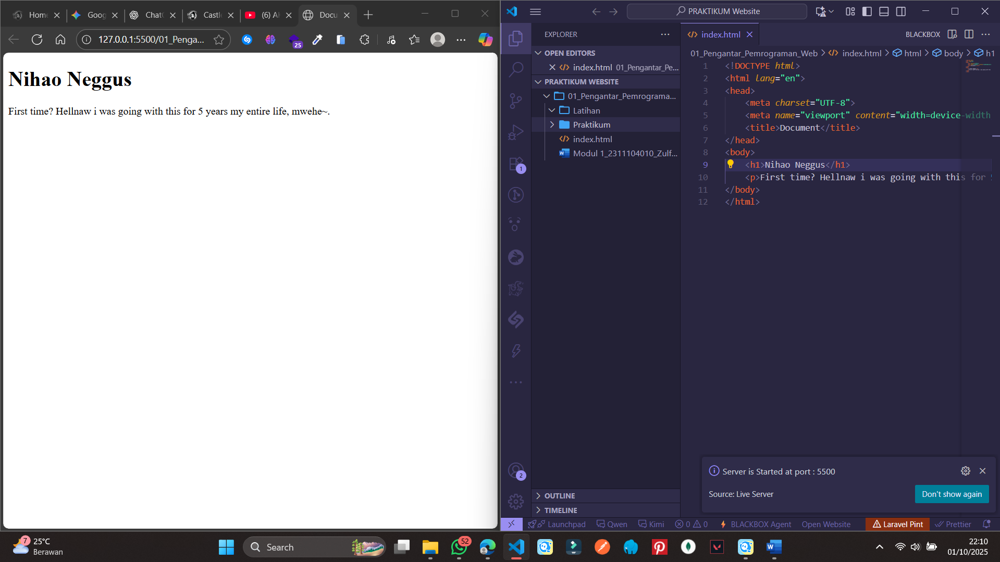 Home
Goog
Chat
Castl
(6) A
Docu
127.0.0.1:5500/01_Penga...
25
Nihao Neggus
First time? Hellnaw i was going with this for 5 years my entire life, mwehe~.
PRAKTIKUM Website
EXPLORER
OPEN EDITORS
index.html 01_Pengantar_Pe...
PRAKTIKUM WEBSITE
01_Pengantar_Pemrograma...
Latihan
Praktikum
index.html
Modul 1_2311104010_Zulf...
1
2
OUTLINE
TIMELINE
index.html
BLACKBOX
01_Pengantar_Pemrograman_Web > index.html > html > body > h1
1 <!DOCTYPE html>
2 <html lang="en">
3 <head>
4 <meta charset="UTF-8">
5 <meta name="viewport" content="width=device-width
6 <title>Document</title>
7 </head>
8 <body>
9 <h1>Nihao Neggus</h1>
10 <p>First time? Hellnaw i was going with this for
11 </body>
12 </html>
Server is Started at port : 5500
Source: Live Server
Don't show again
Launchpad Qwen Kimi 0 0 BLACKBOX Agent Open Website Laravel Pint Prettier
7
25°C
Berawan
Search
52
22:10
01/10/2025